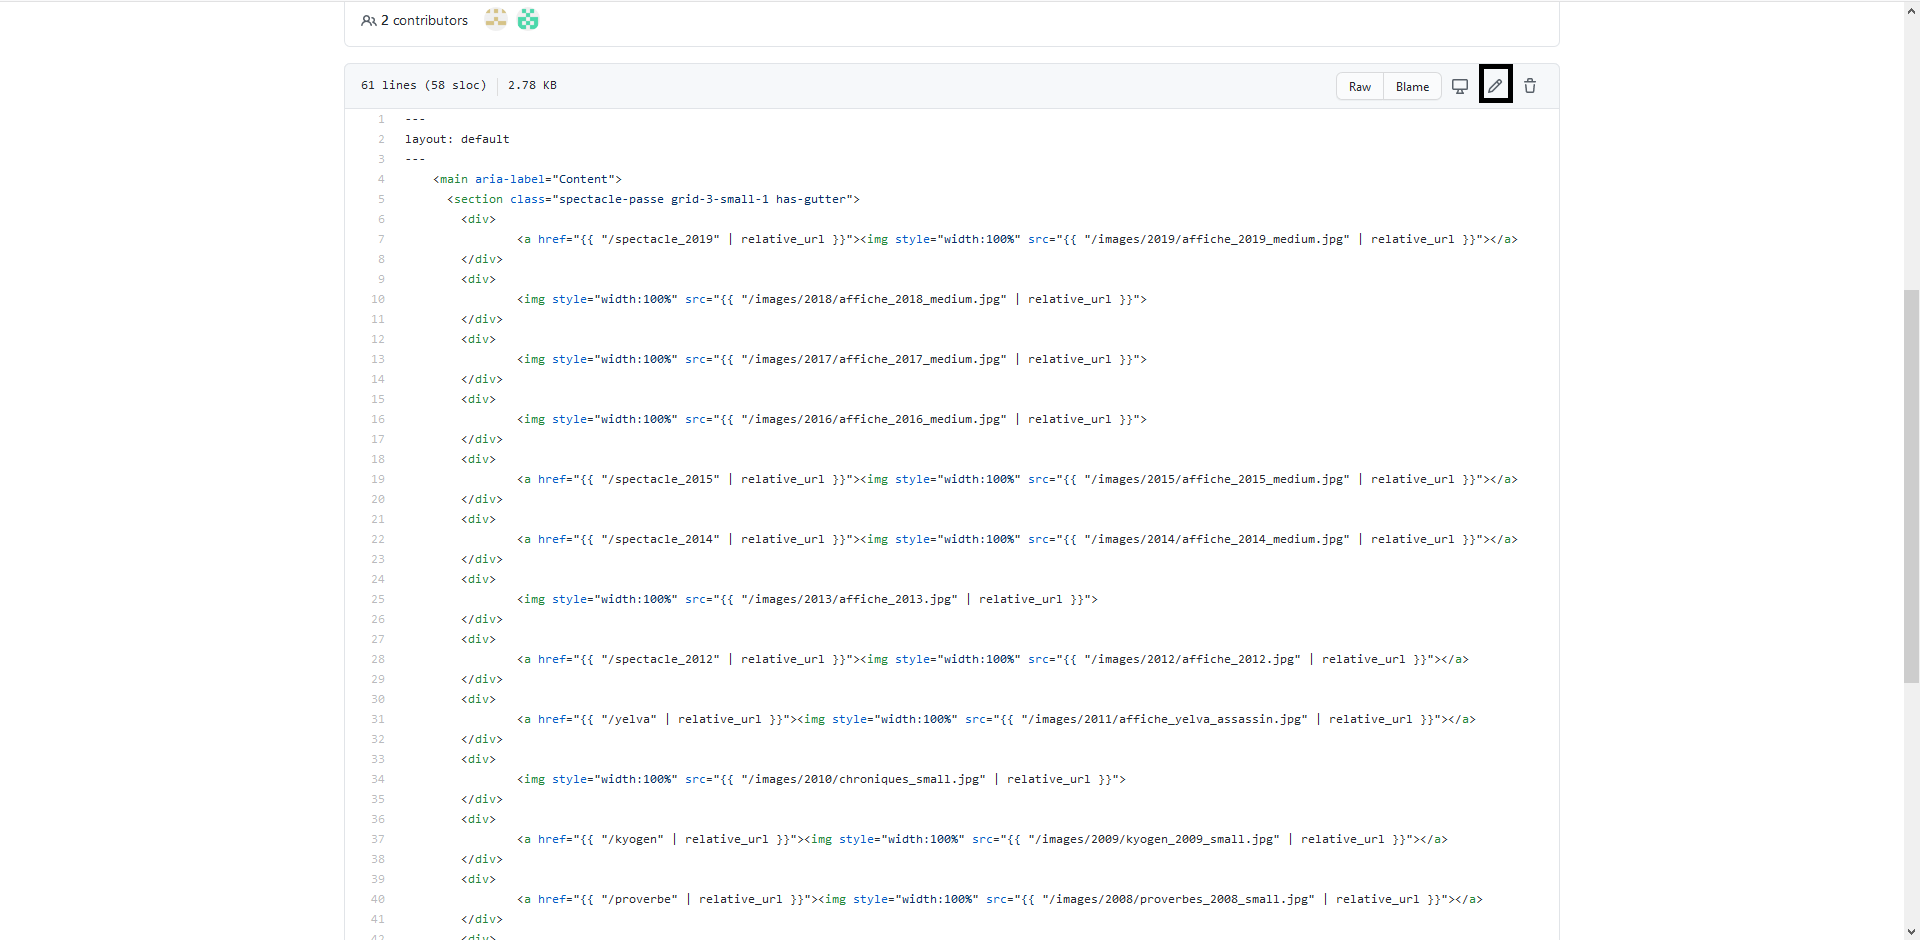 2 contributors
61 lines (58 sloc) 2.78 KB Raw Blame
1 ---
2 layout: default
3 ---
4 <main aria-label="Content">
5 <section class="spectacle-passe grid-3-small-1 has-gutter">
6 <div>
7 <a href="{{ "/spectacle_2019" | relative_url }}"><img style="width:100%" src="{{ "/images/2019/affiche_2019_medium.jpg" | relative_url }}"></a>
8 </div>
9 <div>
10 <img style="width:100%" src="{{ "/images/2018/affiche_2018_medium.jpg" | relative_url }}">
11 </div>
12 <div>
13 <img style="width:100%" src="{{ "/images/2017/affiche_2017_medium.jpg" | relative_url }}">
14 </div>
15 <div>
16 <img style="width:100%" src="{{ "/images/2016/affiche_2016_medium.jpg" | relative_url }}">
17 </div>
18 <div>
19 <a href="{{ "/spectacle_2015" | relative_url }}"><img style="width:100%" src="{{ "/images/2015/affiche_2015_medium.jpg" | relative_url }}"></a>
20 </div>
21 <div>
22 <a href="{{ "/spectacle_2014" | relative_url }}"><img style="width:100%" src="{{ "/images/2014/affiche_2014_medium.jpg" | relative_url }}"></a>
23 </div>
24 <div>
25 <img style="width:100%" src="{{ "/images/2013/affiche_2013.jpg" | relative_url }}">
26 </div>
27 <div>
28 <a href="{{ "/spectacle_2012" | relative_url }}"><img style="width:100%" src="{{ "/images/2012/affiche_2012.jpg" | relative_url }}"></a>
29 </div>
30 <div>
31 <a href="{{ "/yelva" | relative_url }}"><img style="width:100%" src="{{ "/images/2011/affiche_yelva_assassin.jpg" | relative_url }}"></a>
32 </div>
33 <div>
34 <img style="width:100%" src="{{ "/images/2010/chroniques_small.jpg" | relative_url }}">
35 </div>
36 <div>
37 <a href="{{ "/kyogen" | relative_url }}"><img style="width:100%" src="{{ "/images/2009/kyogen_2009_small.jpg" | relative_url }}"></a>
38 </div>
39 <div>
40 <a href="{{ "/proverbe" | relative_url }}"><img style="width:100%" src="{{ "/images/2008/proverbes_2008_small.jpg" | relative_url }}"></a>
41 </div>
42 <div>